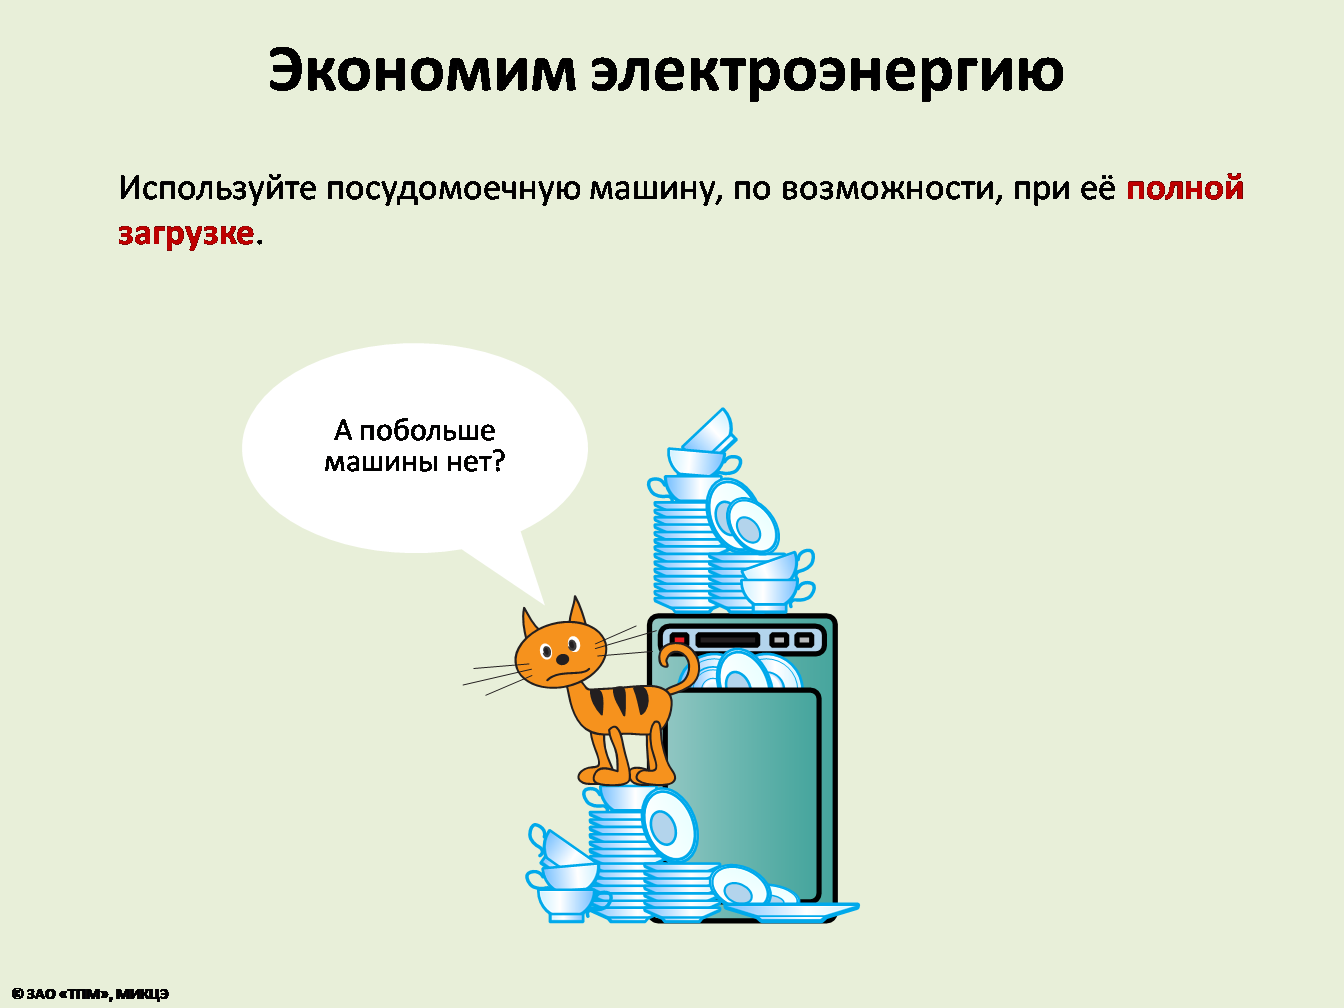 Экономим электроэнергию
Используйте посудомоечную машину, по возможности, при её полной
загрузке.
А побольше
машины нет?
© ЗАО «ТПМ», МИКЦЭ